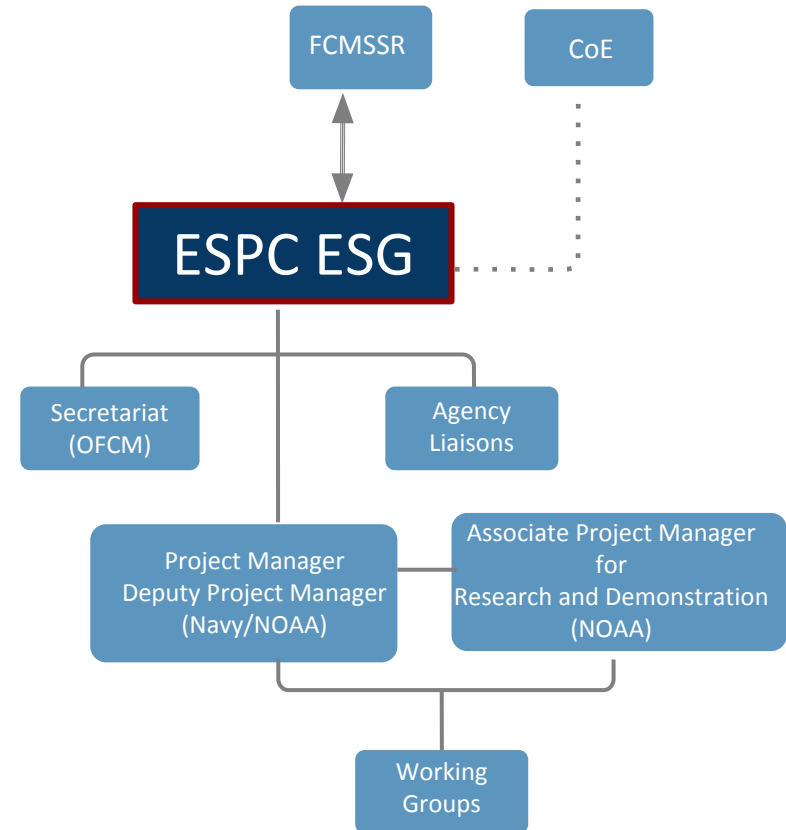 FCMSSR
CoE
ESPC ESG
Secretariat
(OFCM)
Agency
Liaisons
Project Manager
Deputy Project Manager
(Navy/NOAA)
Associate Project Manager
for
Research and Demonstration
(NOAA)
Working
Groups